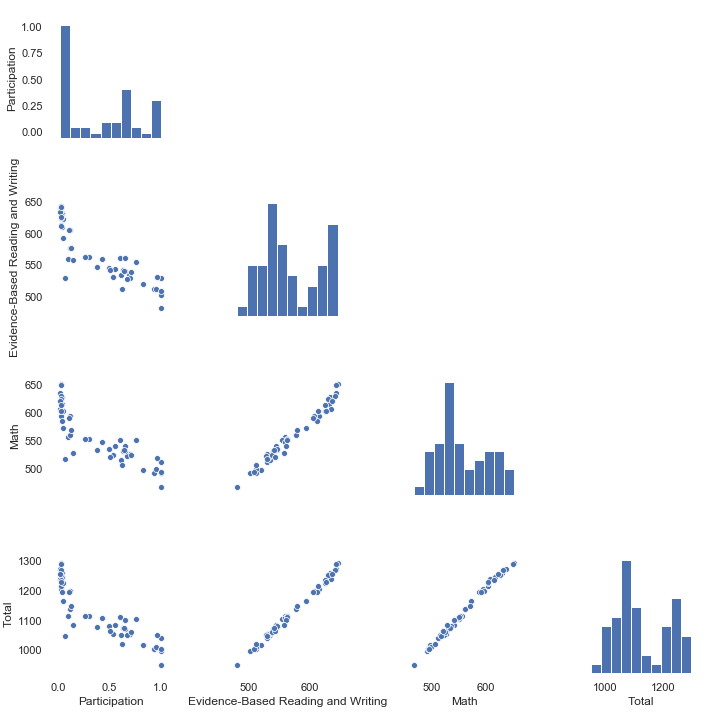 1.00
0.75
0.50
0.25
0.00
Participation
650
600
550
500
Evidence-Based Reading and Writing
650
600
550
500
Math
1300
1200
1100
1000
Total
0.0 0.5 1.0
Participation
500 600
Evidence-Based Reading and Writing
500 600
Math
1000 1200
Total